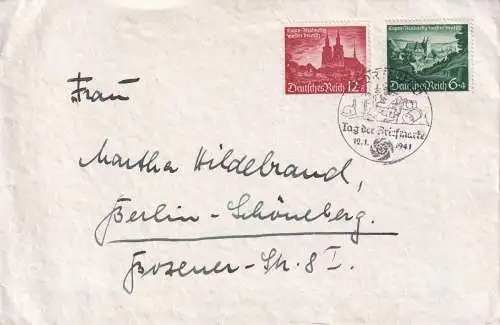 Eupen-Malmedy wieder deutsch
Deutsches Reich 12
Eupen-Malmedy wieder deutsch
Deutsches Reich 6+4
Tag der Briefmarke
12.1. 1941
Frau
Martha Hildebrand,
Berlin-Schöneberg.
Bozener-Str. 8 I.